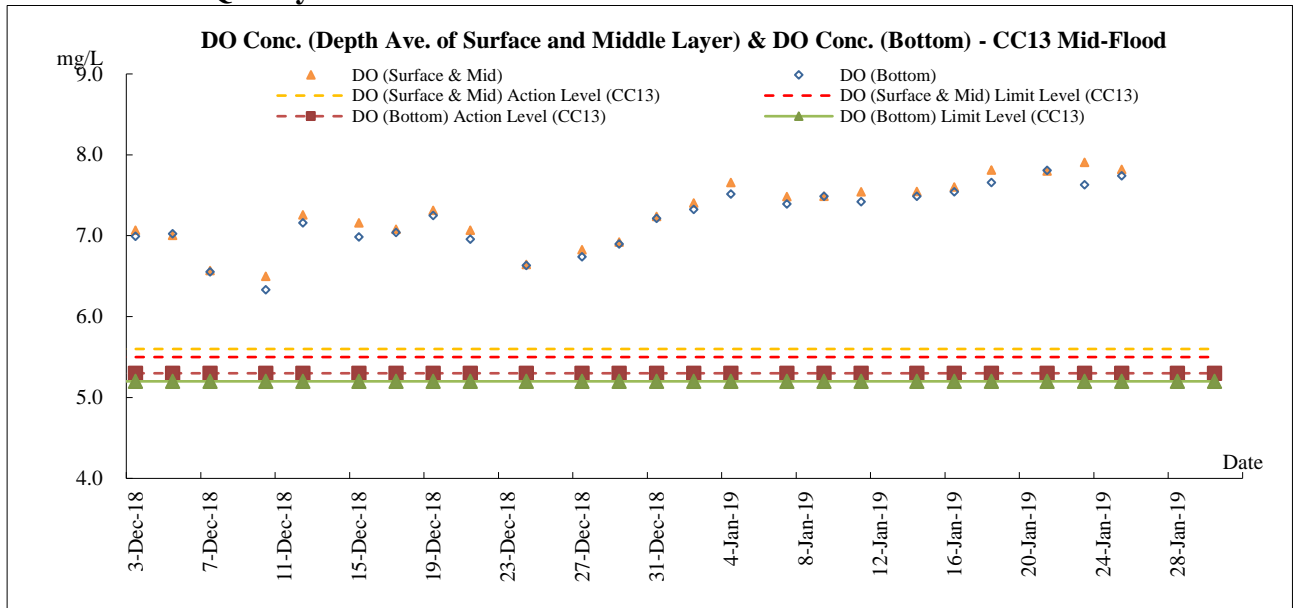 DO Conc. (Depth Ave. of Surface and Middle Layer) & DO Conc. (Bottom) - CC13 Mid-Flood
mg/L
DO (Surface & Mid)
DO (Bottom)
DO (Surface & Mid) Action Level (CC13)
DO (Surface & Mid) Limit Level (CC13)
DO (Bottom) Action Level (CC13)
DO (Bottom) Limit Level (CC13)
9.0
8.0
7.0
6.0
5.0
4.0
Date
3-Dec-18
7-Dec-18
11-Dec-18
15-Dec-18
19-Dec-18
23-Dec-18
27-Dec-18
31-Dec-18
4-Jan-19
8-Jan-19
12-Jan-19
16-Jan-19
20-Jan-19
24-Jan-19
28-Jan-19